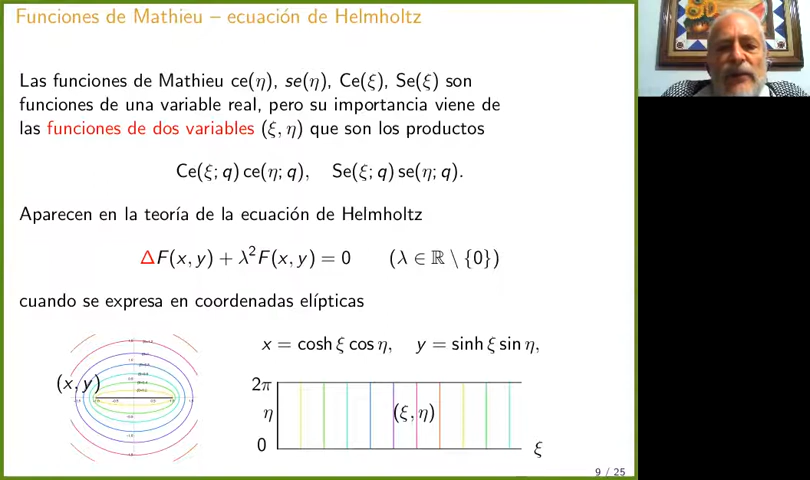 Funciones de Mathieu – ecuación de Helmholtz
Las funciones de Mathieu ce(η), se(η), Ce(ξ), Se(ξ) son
funciones de una variable real, pero su importancia viene de
las funciones de dos variables (ξ, η) que son los productos
Ce(ξ; q) ce(η; q), Se(ξ; q) se(η; q).
Aparecen en la teoría de la ecuación de Helmholtz
ΔF(x, y) + λ²F(x, y) = 0 (λ ∈ ℝ \ {0})
cuando se expresa en coordenadas elípticas
x = cosh ξ cos η, y = sinh ξ sin η,
(x, y)
2π
η
(ξ, η)
0
ξ
9 / 25